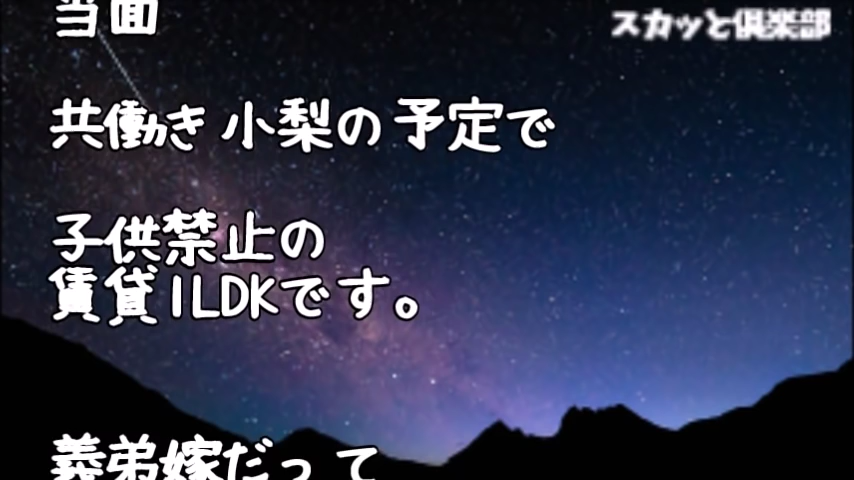 スカッと倶楽部
当面
共働き 小梨の予定で
子供禁止の
賃貸1LDKです。
義弟嫁だって